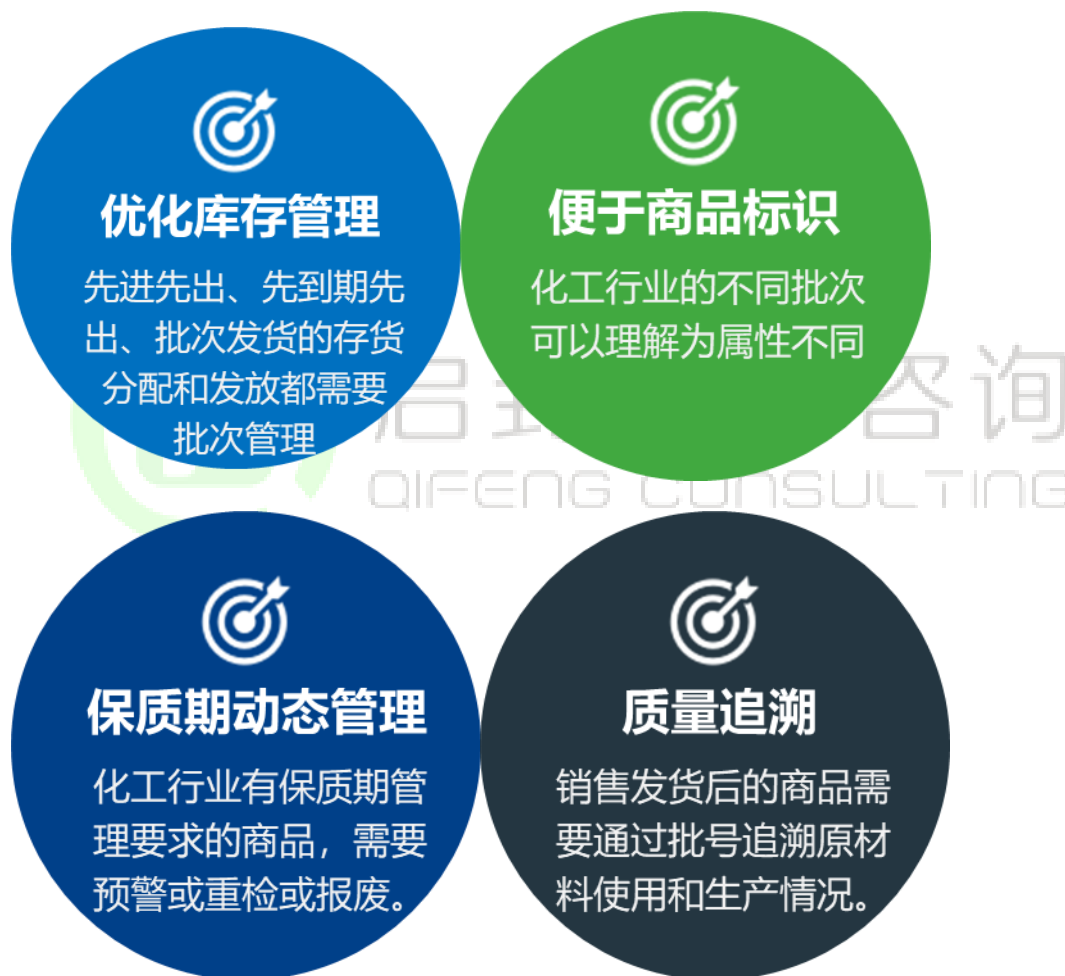 优化库存管理
先进先出、先到期先
出、批次发货的存货
分配和发放都需要
批次管理
便于商品标识
化工行业的不同批次
可以理解为属性不同
咨询
QIFENG CONSULTING
保质期动态管理
化工行业有保质期管
理要求的商品，需要
预警或重检或报废。
质量追溯
销售发货后的商品需
要通过批号追溯原材
料使用和生产情况。